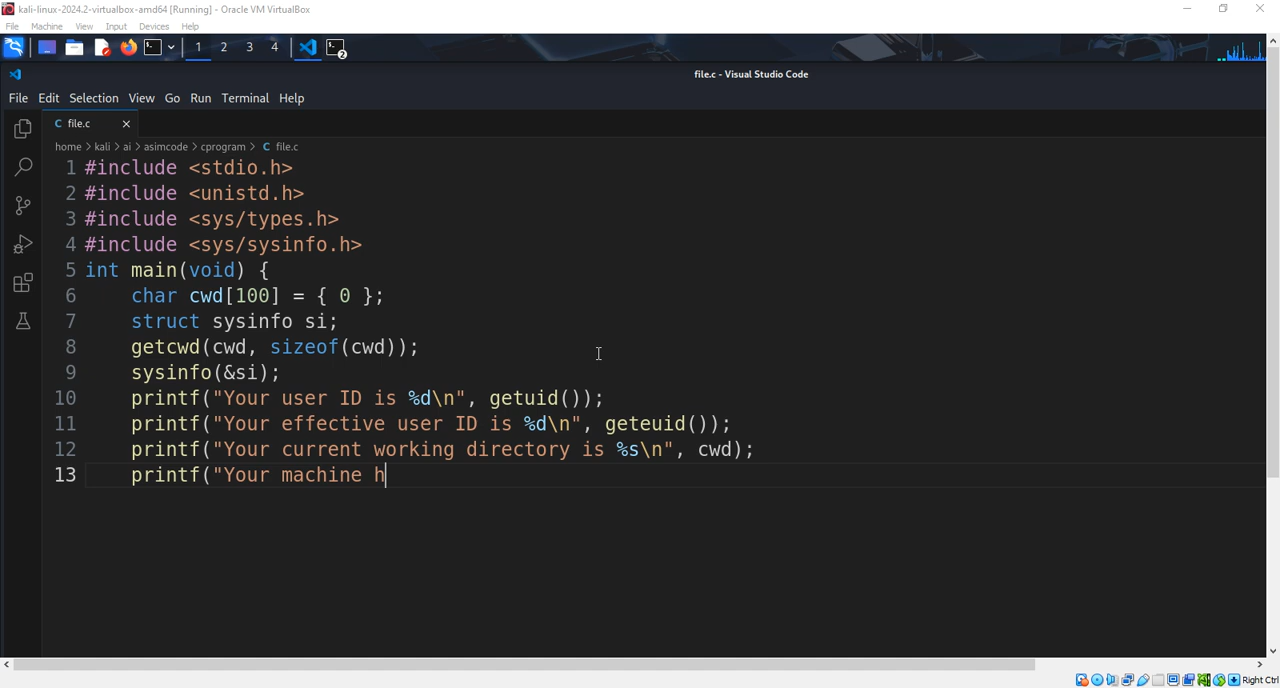 kali-linux-2024.2-virtualbox-amd64 [Running] - Oracle VM VirtualBox
File Machine View Input Devices Help
1 2 3 4
2
file.c - Visual Studio Code
File Edit Selection View Go Run Terminal Help
C file.c
home > kali > ai > asimcode > cprogram > C file.c
1 #include <stdio.h>
2 #include <unistd.h>
3 #include <sys/types.h>
4 #include <sys/sysinfo.h>
5 int main(void) {
6     char cwd[100] = { 0 };
7     struct sysinfo si;
8     getcwd(cwd, sizeof(cwd));
9     sysinfo(&si);
10     printf("Your user ID is %d\n", getuid());
11     printf("Your effective user ID is %d\n", geteuid());
12     printf("Your current working directory is %s\n", cwd);
13     printf("Your machine h
Right Ctrl